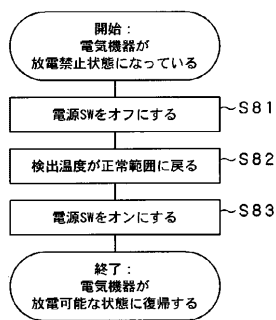 開始：
電気機器が
放電禁止状態になっている
電源SWをオフにする
～S81
検出温度が正常範囲に戻る
～S82
電源SWをオンにする
～S83
終了：
電気機器が
放電可能な状態に復帰する